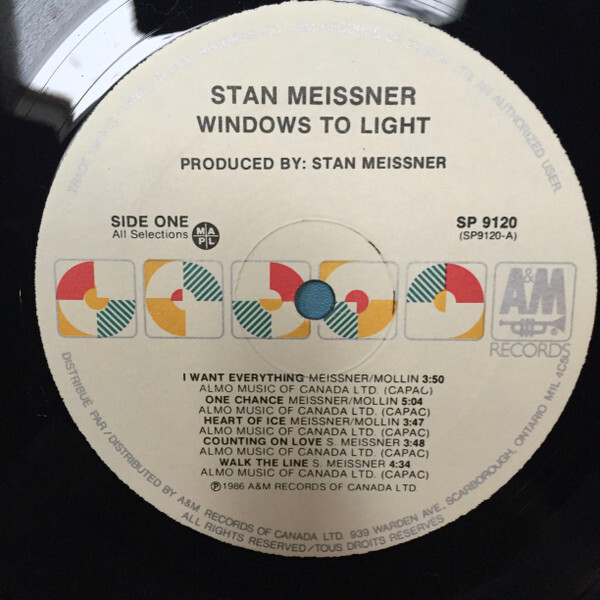 STAN MEISSNER
WINDOWS TO LIGHT
PRODUCED BY: STAN MEISSNER
SIDE ONE
All Selections
M A
P L
SP 9120
(SP9120-A)
A&M
RECORDS
I WANT EVERYTHING MEISSNER/MOLLIN 3:50
ALMO MUSIC OF CANADA LTD. (CAPAC)
ONE CHANCE MEISSNER/MOLLIN 5:04
ALMO MUSIC OF CANADA LTD. (CAPAC)
HEART OF ICE MEISSNER/MOLLIN 3:47
ALMO MUSIC OF CANADA LTD. (CAPAC)
COUNTING ON LOVE S. MEISSNER 3:48
ALMO MUSIC OF CANADA LTD. (CAPAC)
WALK THE LINE S. MEISSNER 4:34
ALMO MUSIC OF CANADA LTD. (CAPAC)
Ⓟ1986 A&M RECORDS OF CANADA LTD.
DISTRIBUÉ PAR/DISTRIBUTED BY A&M RECORDS OF CANADA LTD. 939 WARDEN AVE. SCARBOROUGH, ONTARIO M1L 4C5
ALL RIGHTS RESERVED/TOUS DROITS RESERVÉS
AUTHORIZED USER